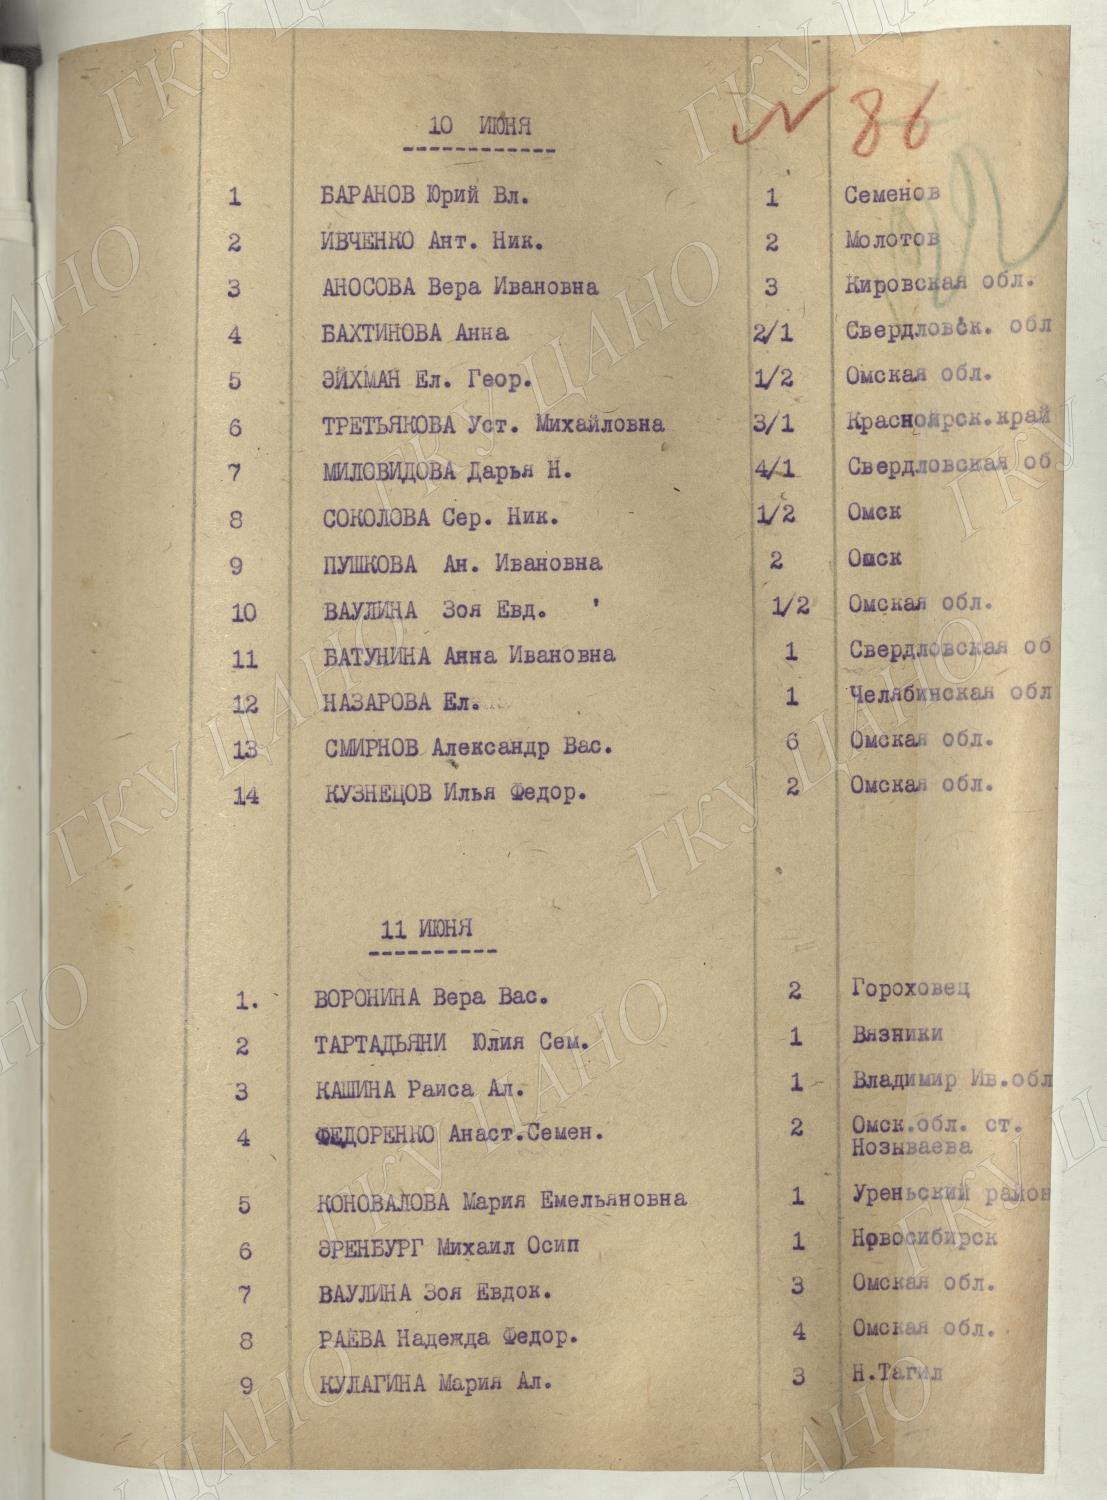 № 86
10 ИЮНЯ
1 БАРАНОВ Юрий Вл. 1 Семенов
2 ИВЧЕНКО Ант. Ник. 2 Молотов
3 АНОСОВА Вера Ивановна 3 Кировская обл.
4 БАХТИНОВА Анна 2/1 Свердловск. обл
5 ЭЙХМАН Ел. Геор. 1/2 Омская обл.
6 ТРЕТЬЯКОВА Уст. Михайловна 3/1 Красноярск.край
7 МИЛОВИДОВА Дарья Н. 4/1 Свердловская об
8 СОКОЛОВА Сер. Ник. 1/2 Омск
9 ПУШКОВА Ан. Ивановна 2 Омск
10 ВАУЛИНА Зоя Евд. 1/2 Омская обл.
11 БАТУНИНА Анна Ивановна 1 Свердловская об
12 НАЗАРОВА Ел. 1 Челябинская обл
13 СМИРНОВ Александр Вас. 6 Омская обл.
14 КУЗНЕЦОВ Илья Федор. 2 Омская обл.
11 ИЮНЯ
1. ВОРОНИНА Вера Вас. 2 Гороховец
2 ТАРТАДЬЯНИ Юлия Сем. 1 Вязники
3 КАШИНА Раиса Ал. 1 Владимир Ив.обл
4 ФЕДОРЕНКО Анаст.Семен. 2 Омск.обл. ст.
Нозываева
5 КОНОВАЛОВА Мария Емельяновна 1 Уренский район
6 ЭРЕНБУРГ Михаил Осип 1 Новосибирск
7 ВАУЛИНА Зоя Евдок. 3 Омская обл.
8 РАЕВА Надежда Федор. 4 Омская обл.
9 КУЛАГИНА Мария Ал. 3 Н.Тагил
ГКУ ЦАНО